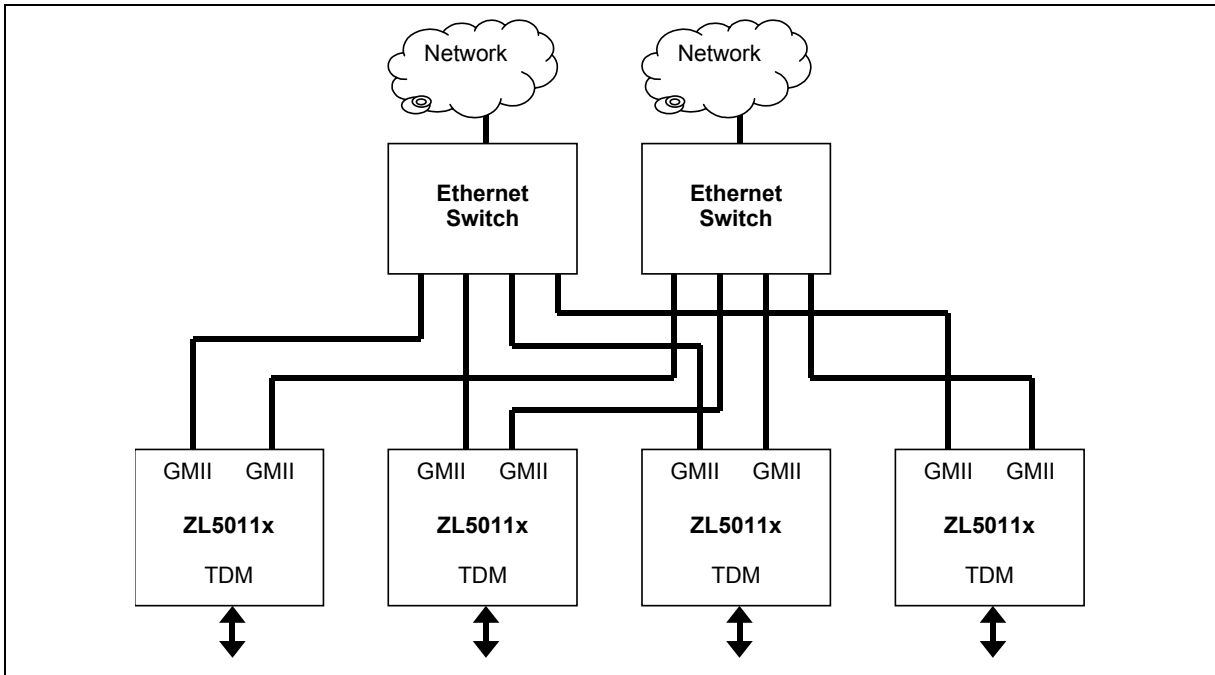 Network Network
Ethernet
Switch
Ethernet
Switch
GMII GMII
ZL5011x
TDM
GMII GMII
ZL5011x
TDM
GMII GMII
ZL5011x
TDM
GMII GMII
ZL5011x
TDM